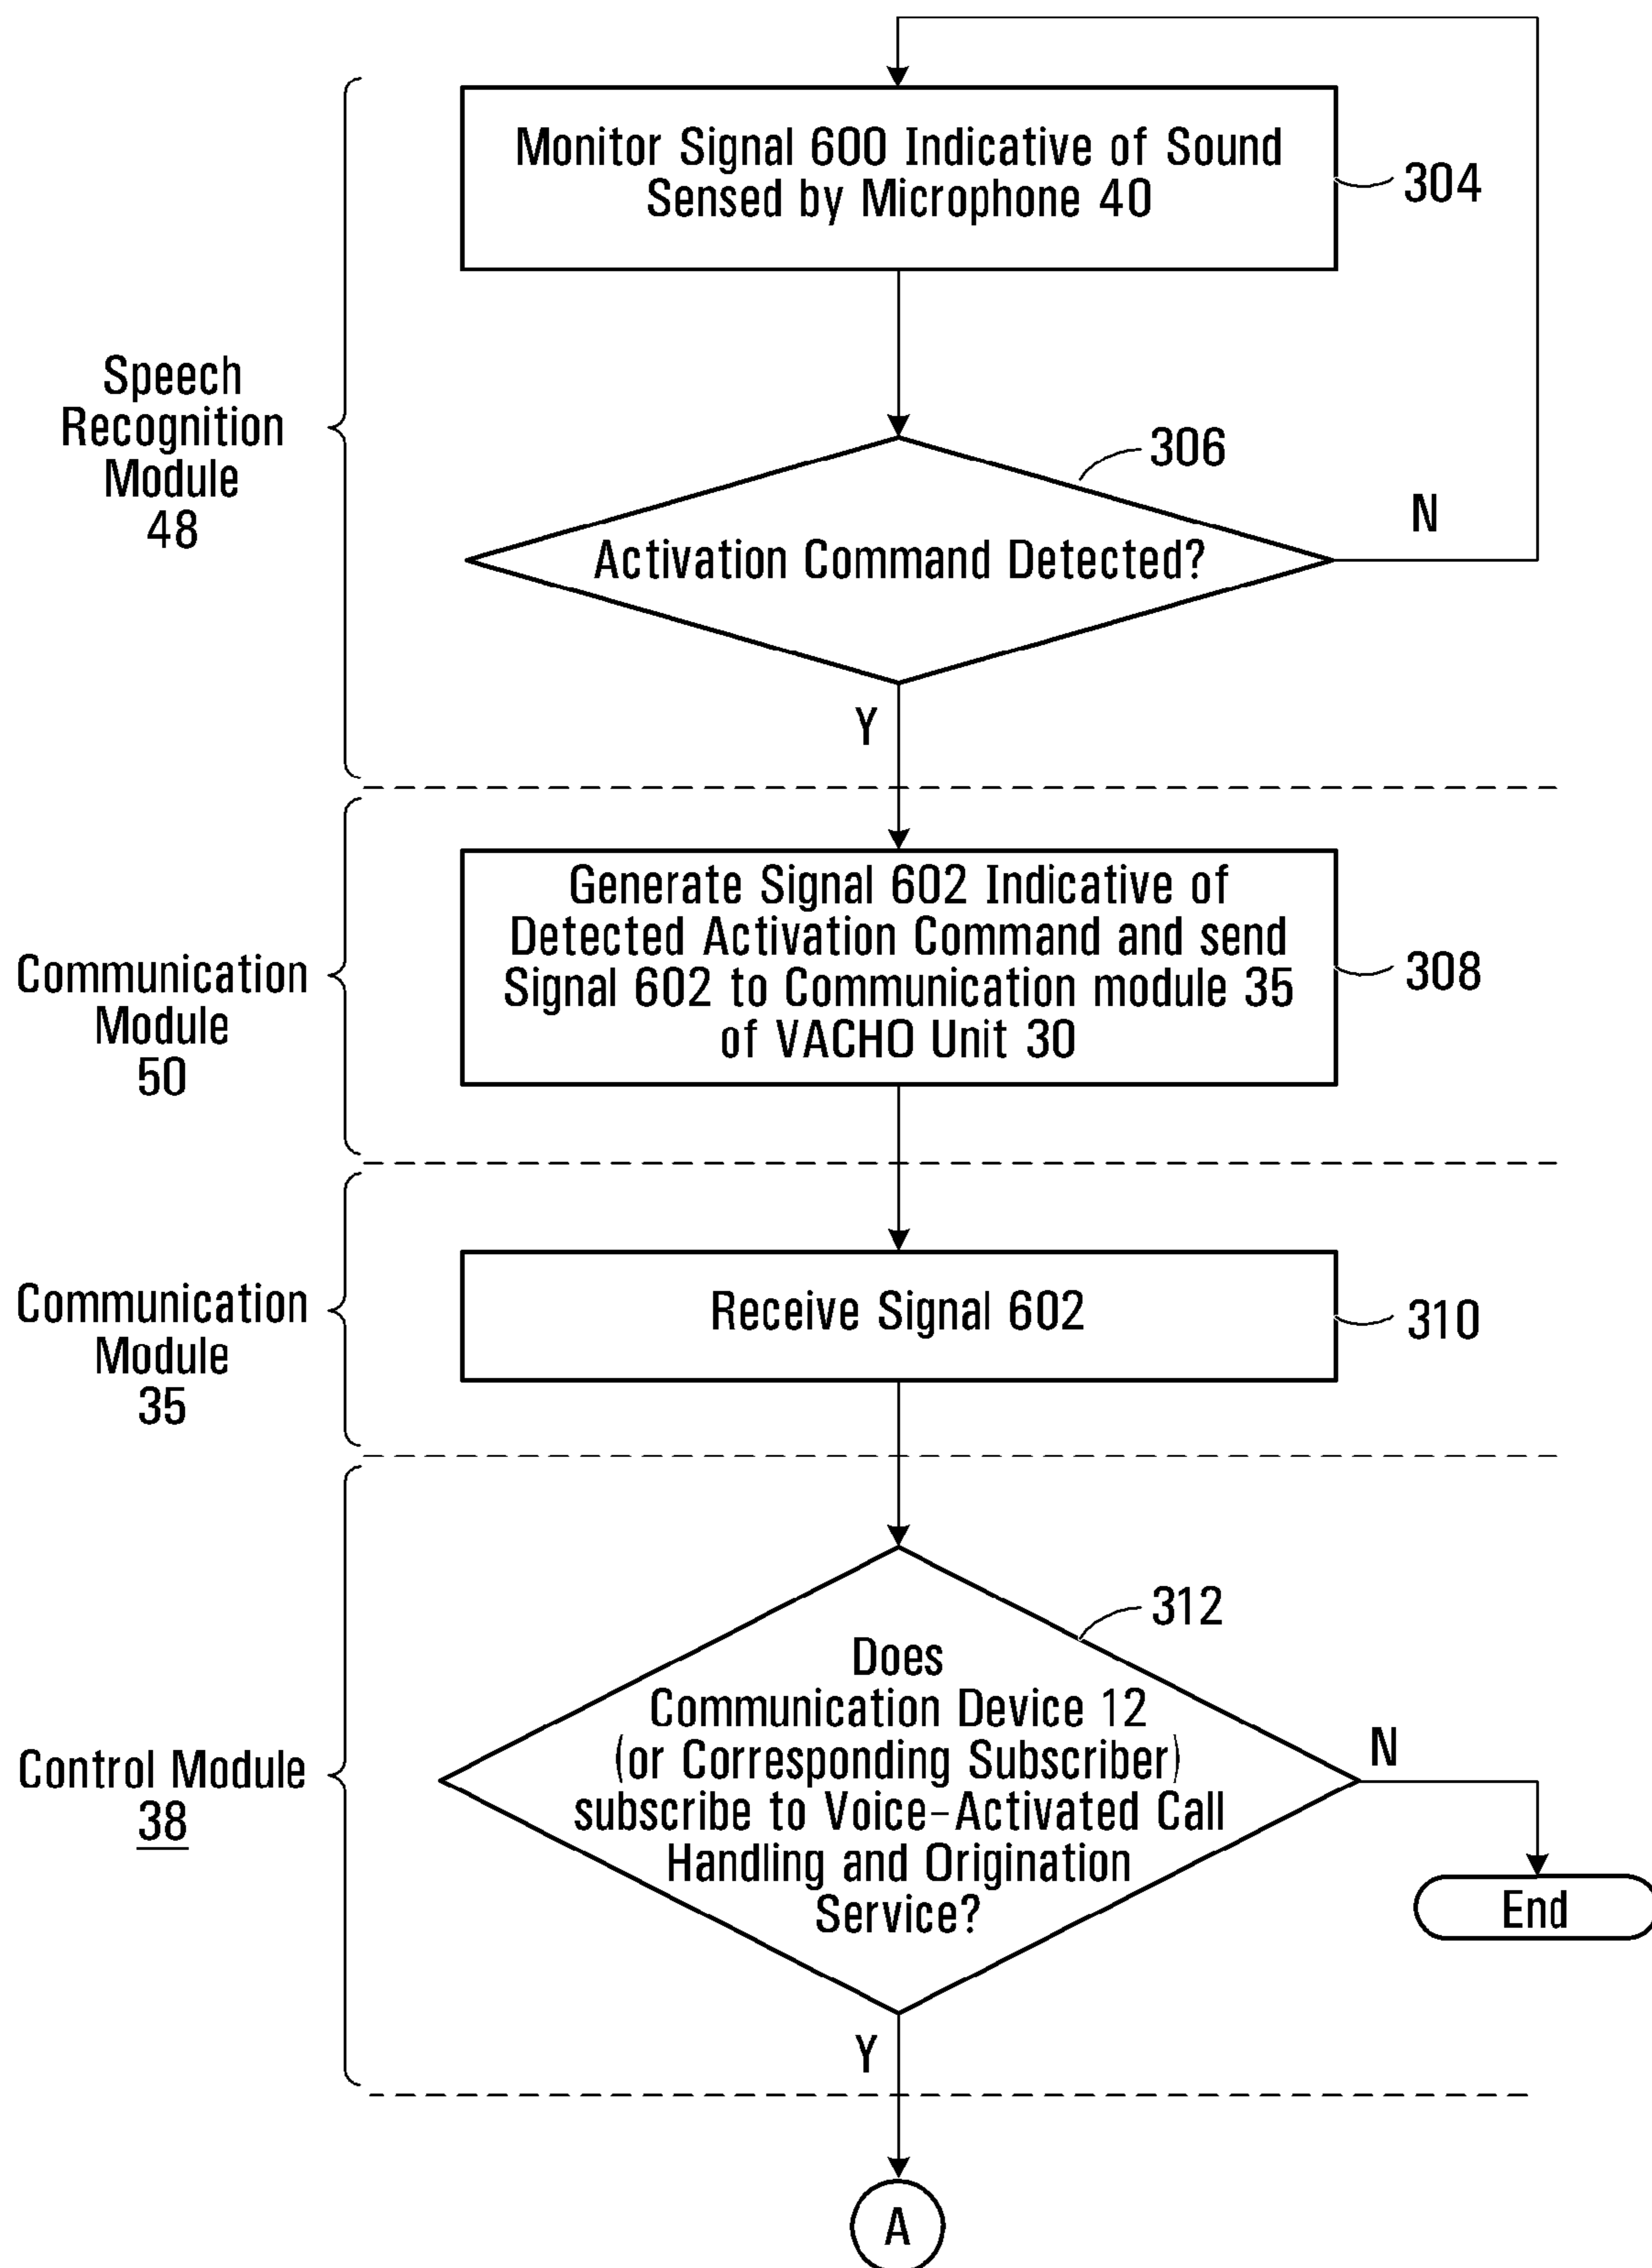 Monitor Signal 600 Indicative of Sound
Sensed by Microphone 40
304
Speech
Recognition
Module
48
306
N
Activation Command Detected?
Y
Generate Signal 602 Indicative of
Detected Activation Command and send
Signal 602 to Communication module 35
of VACHO Unit 30
308
Communication
Module
50
Receive Signal 602
310
Communication
Module
35
312
Does
Communication Device 12
(or Corresponding Subscriber)
subscribe to Voice-Activated Call
Handling and Origination
Service?
N
Control Module
38
End
Y
A